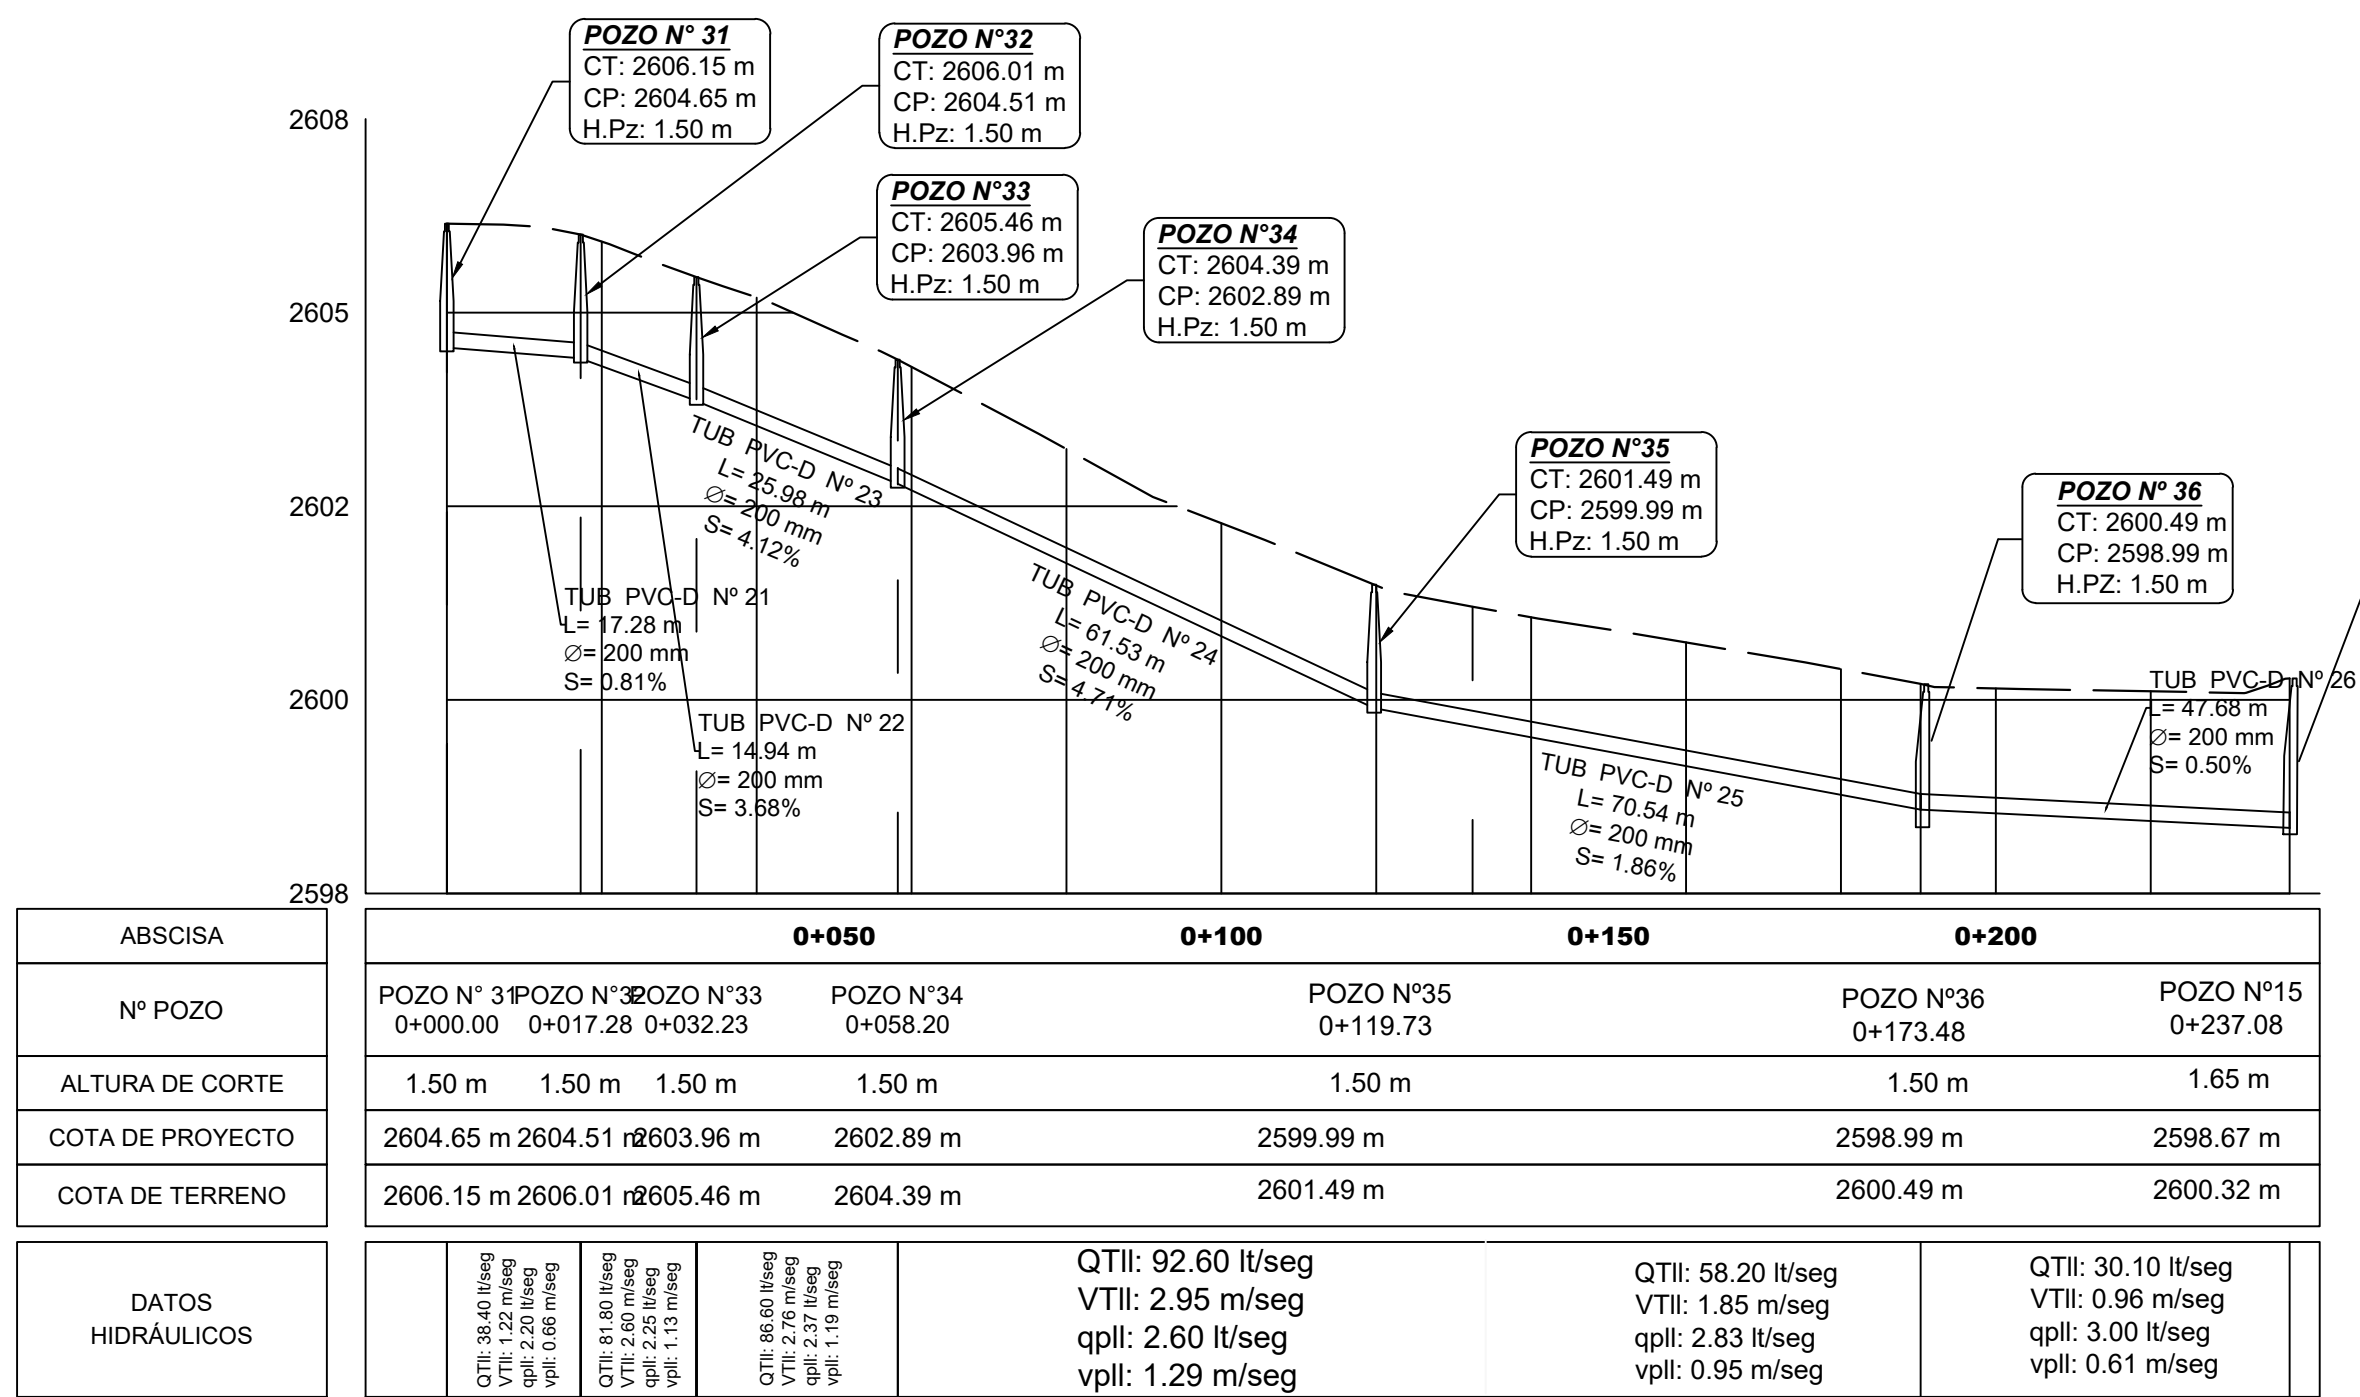 POZO N° 31
CT: 2606.15 m
CP: 2604.65 m
H.Pz: 1.50 m
POZO N°32
CT: 2606.01 m
CP: 2604.51 m
H.Pz: 1.50 m
POZO N°33
CT: 2605.46 m
CP: 2603.96 m
H.Pz: 1.50 m
POZO N°34
CT: 2604.39 m
CP: 2602.89 m
H.Pz: 1.50 m
POZO N°35
CT: 2601.49 m
CP: 2599.99 m
H.Pz: 1.50 m
POZO Nº 36
CT: 2600.49 m
CP: 2598.99 m
H.PZ: 1.50 m
2608
2605
2602
2600
2598
TUB PVC-D Nº 21
L= 17.28 m
∅= 200 mm
S= 0.81%
TUB PVC-D Nº 22
L= 14.94 m
∅= 200 mm
S= 3.68%
TUB PVC-D Nº 23
L= 25.98 m
∅= 200 mm
S= 4.12%
TUB PVC-D Nº 24
L= 61.53 m
∅= 200 mm
S= 4.71%
TUB PVC-D Nº 25
L= 70.54 m
∅= 200 mm
S= 1.86%
TUB PVC-D Nº 26
L= 47.68 m
∅= 200 mm
S= 0.50%
ABSCISA 0+050 0+100 0+150 0+200
Nº POZO
POZO N° 31 POZO N°32 POZO N°33 POZO N°34 POZO Nº35 POZO Nº36 POZO Nº15
0+000.00 0+017.28 0+032.23 0+058.20 0+119.73 0+173.48 0+237.08
ALTURA DE CORTE 1.50 m 1.50 m 1.50 m 1.50 m 1.50 m 1.50 m 1.65 m
COTA DE PROYECTO 2604.65 m 2604.51 m 2603.96 m 2602.89 m 2599.99 m 2598.99 m 2598.67 m
COTA DE TERRENO 2606.15 m 2606.01 m 2605.46 m 2604.39 m 2601.49 m 2600.49 m 2600.32 m
DATOS
HIDRÁULICOS
QTll: 38.40 lt/seg
VTll: 1.22 m/seg
qpll: 2.20 lt/seg
vpll: 0.66 m/seg
QTll: 81.80 lt/seg
VTll: 2.60 m/seg
qpll: 2.25 lt/seg
vpll: 1.13 m/seg
QTll: 86.60 lt/seg
VTll: 2.76 m/seg
qpll: 2.37 lt/seg
vpll: 1.19 m/seg
QTll: 92.60 lt/seg
VTll: 2.95 m/seg
qpll: 2.60 lt/seg
vpll: 1.29 m/seg
QTll: 58.20 lt/seg
VTll: 1.85 m/seg
qpll: 2.83 lt/seg
vpll: 0.95 m/seg
QTll: 30.10 lt/seg
VTll: 0.96 m/seg
qpll: 3.00 lt/seg
vpll: 0.61 m/seg